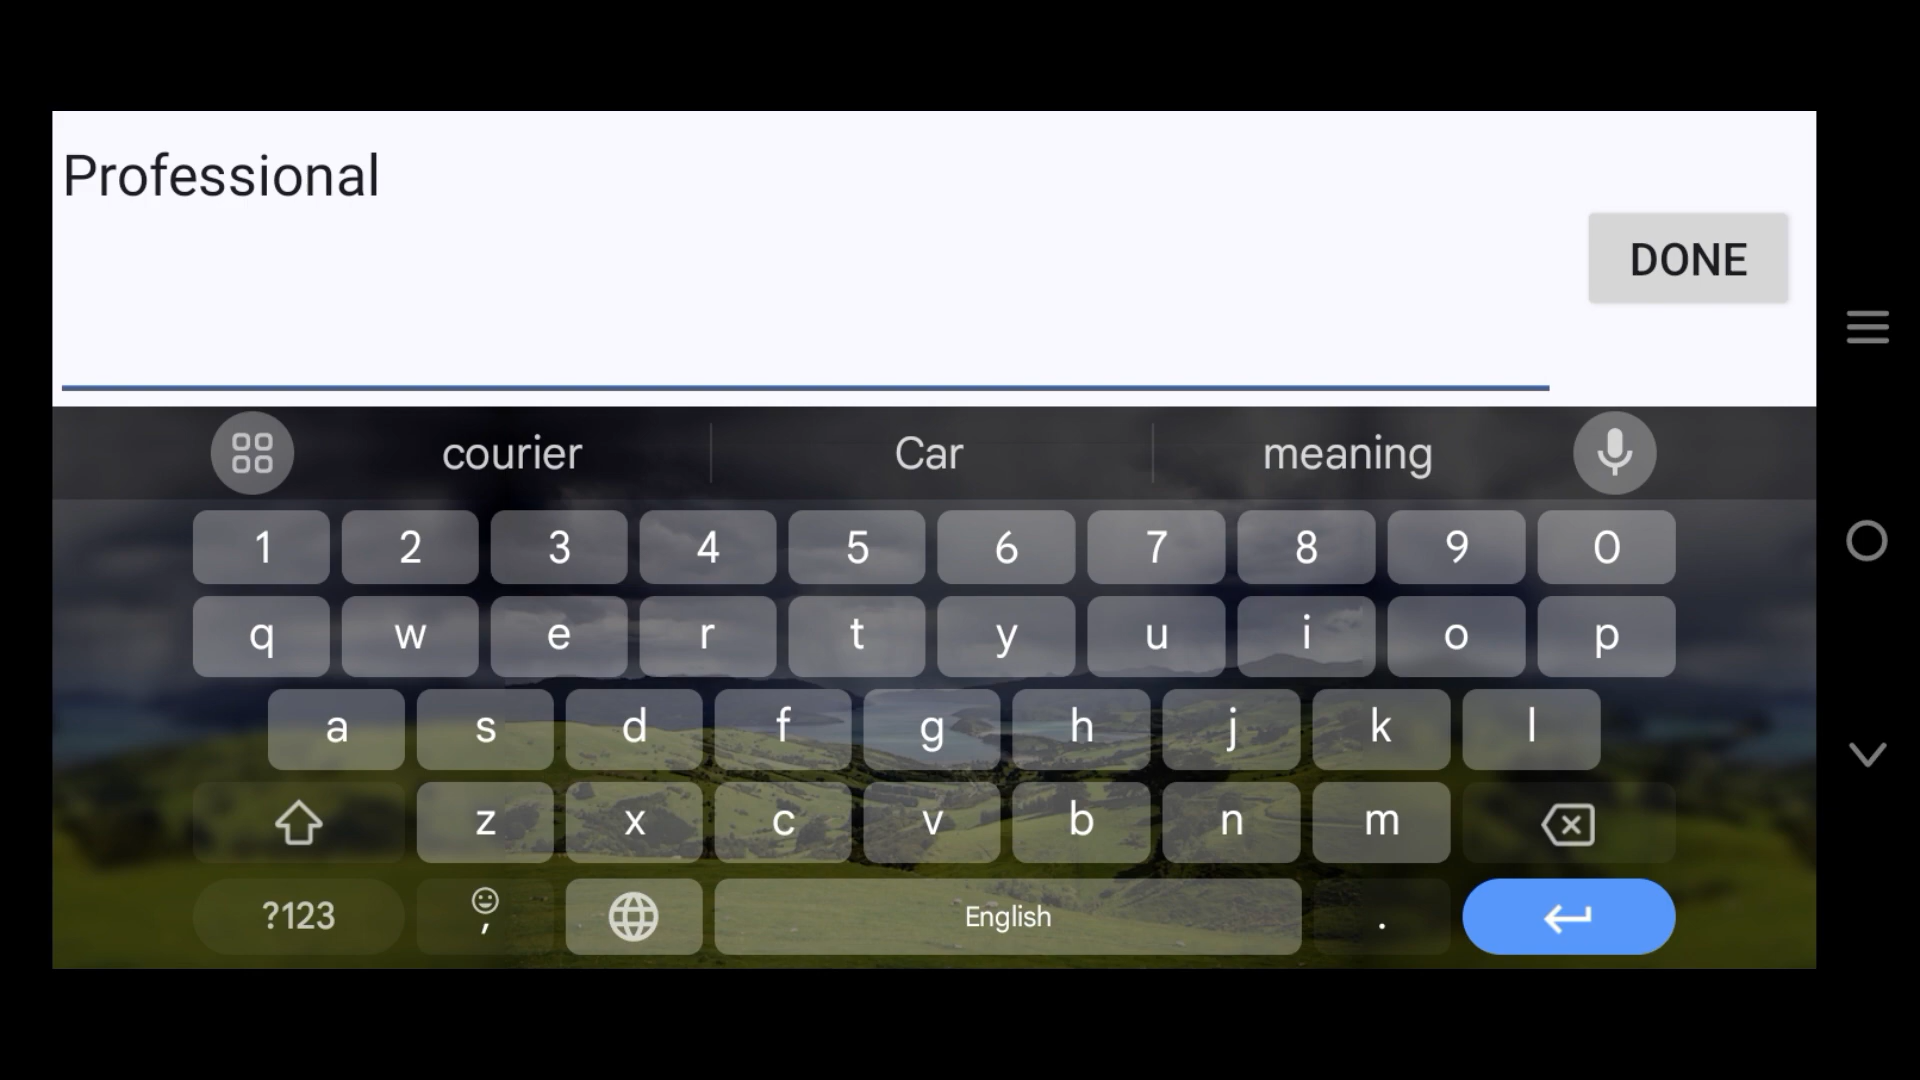 Professional
DONE
courier
Car
meaning
1 2 3 4 5 6 7 8 9 0
q w e r t y u i o p
a s d f g h j k l
z x c v b n m
?123 , English .